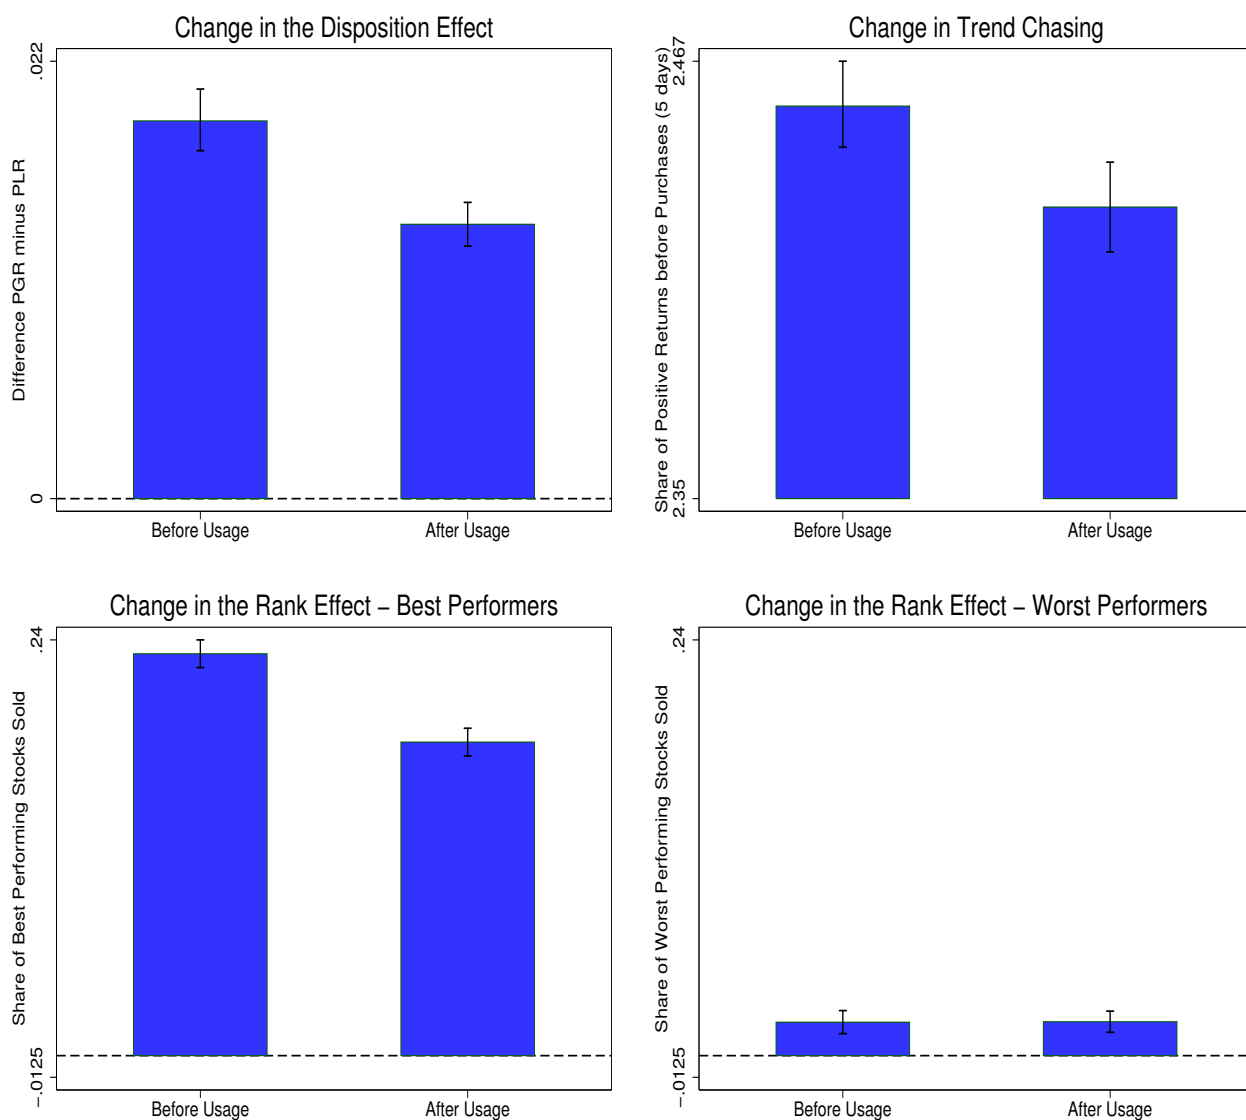 Change in the Disposition Effect
Difference PGR minus PLR
.022
0
Before Usage
After Usage
Change in Trend Chasing
Share of Positive Returns before Purchases (5 days)
2.467
2.35
Before Usage
After Usage
Change in the Rank Effect – Best Performers
Share of Best Performing Stocks Sold
.24
–.0125
Before Usage
After Usage
Change in the Rank Effect – Worst Performers
Share of Worst Performing Stocks Sold
.24
–.0125
Before Usage
After Usage